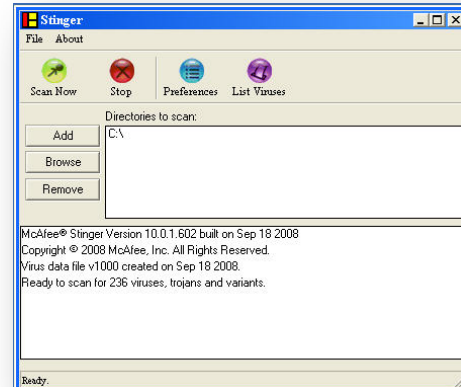 Stinger
File About
Scan Now Stop Preferences List Viruses
Directories to scan:
Add
C:\
Browse
Remove
McAfee® Stinger Version 10.0.1.602 built on Sep 18 2008
Copyright © 2008 McAfee, Inc. All Rights Reserved.
Virus data file v1000 created on Sep 18 2008.
Ready to scan for 236 viruses, trojans and variants.
Ready.